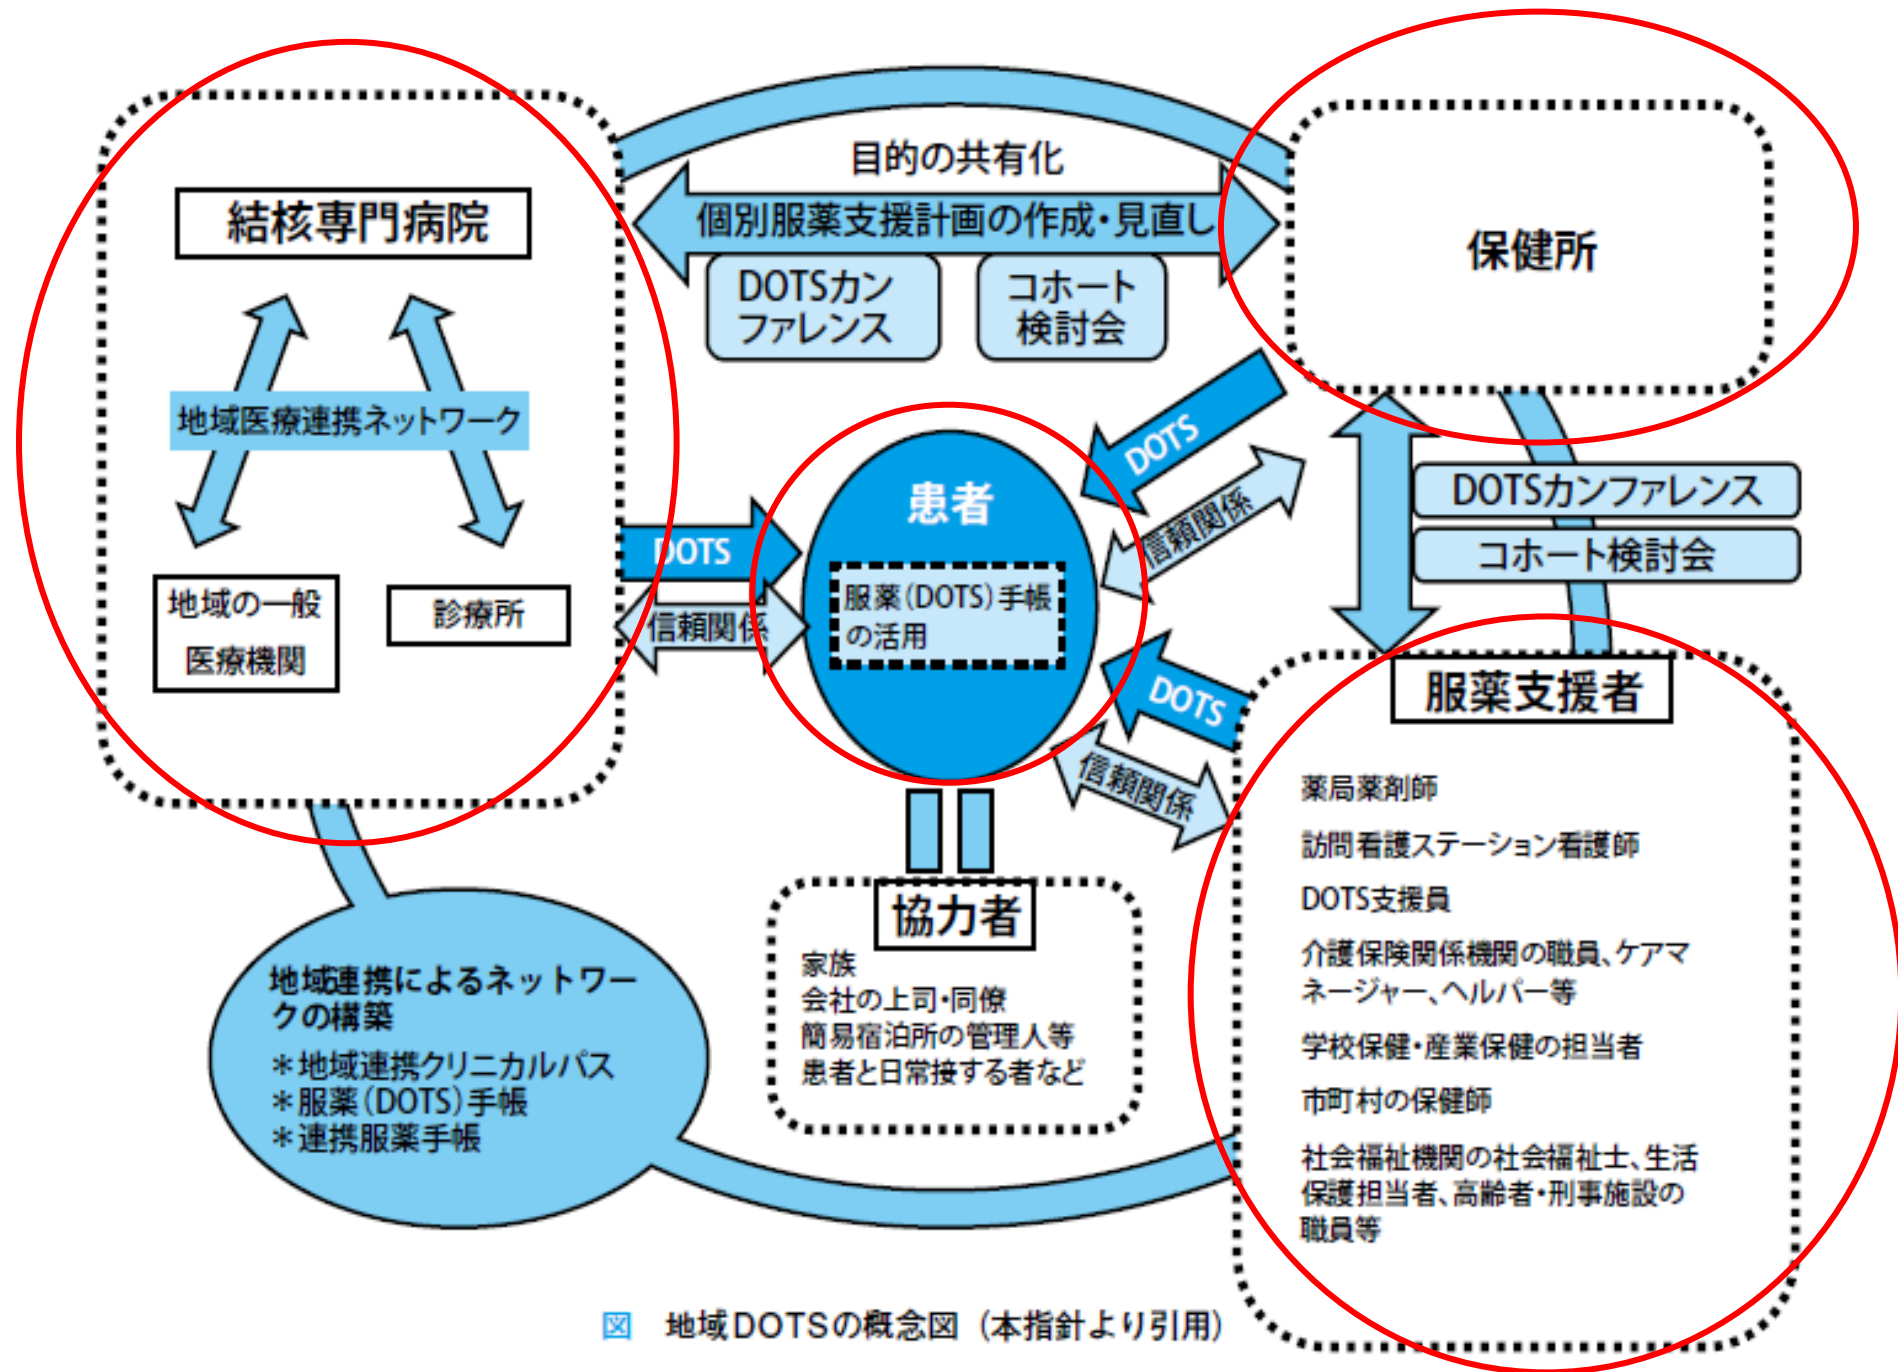 結核専門病院
地域医療連携ネットワーク
地域の一般
医療機関
診療所
目的の共有化
個別服薬支援計画の作成・見直し
DOTSカン
ファレンス
コホート
検討会
保健所
DOTS
信頼関係
DOTS
信頼関係
患者
服薬(DOTS)手帳
の活用
DOTSカンファレンス
コホート検討会
DOTS
信頼関係
服薬支援者
薬局薬剤師
訪問看護ステーション看護師
DOTS支援員
介護保険関係機関の職員、ケアマ
ネージャー、ヘルパー等
学校保健・産業保健の担当者
市町村の保健師
社会福祉機関の社会福祉士、生活
保護担当者、高齢者・刑事施設の
職員等
協力者
家族
会社の上司・同僚
簡易宿泊所の管理人等
患者と日常接する者など
地域連携によるネットワー
クの構築
＊地域連携クリニカルパス
＊服薬(DOTS)手帳
＊連携服薬手帳
図 地域DOTSの概念図 (本指針より引用)